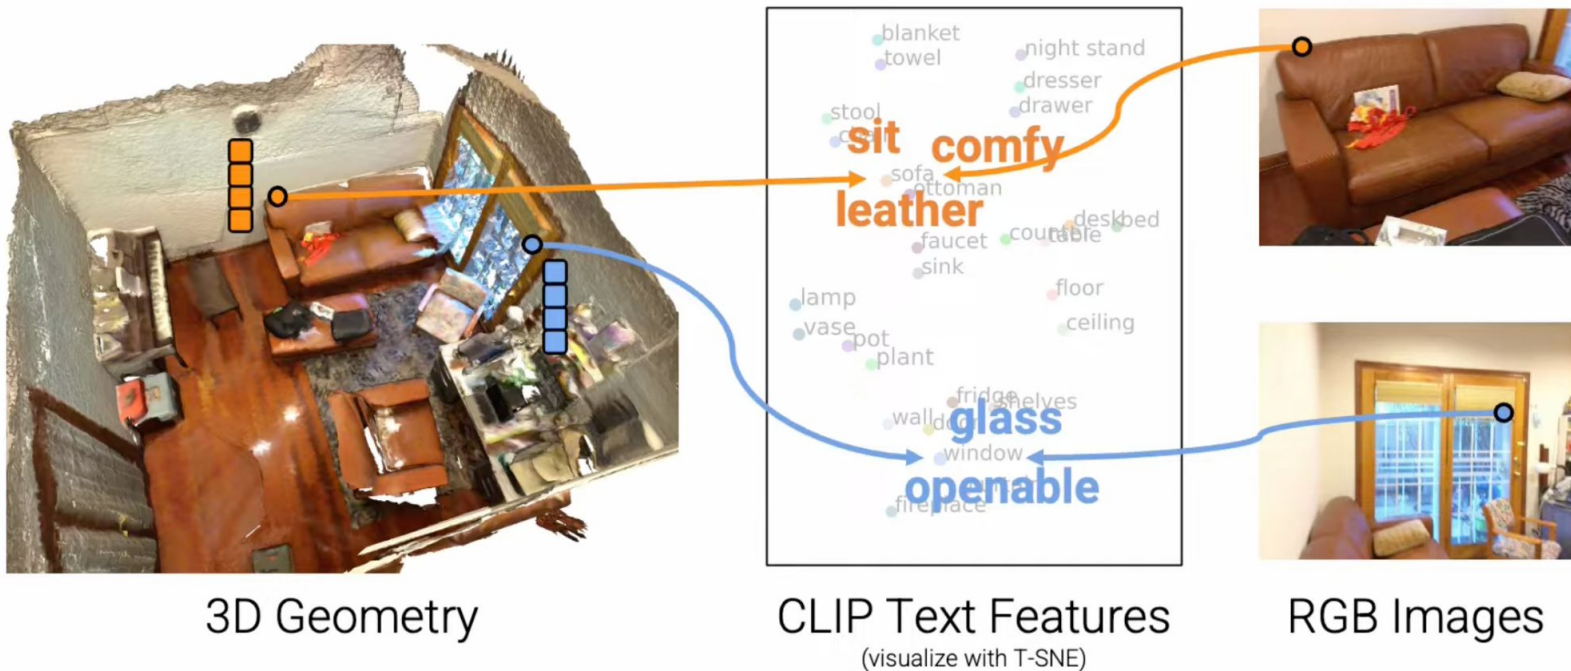 blanket
towel
night stand
dresser
drawer
stool
sit
comfy
sofa
ottoman
leather
desk
bed
counter
table
faucet
sink
floor
ceiling
lamp
vase
pot
plant
fridge
shelves
wall
door
glass
window
openable
fireplace
3D Geometry
CLIP Text Features
(visualize with T-SNE)
RGB Images